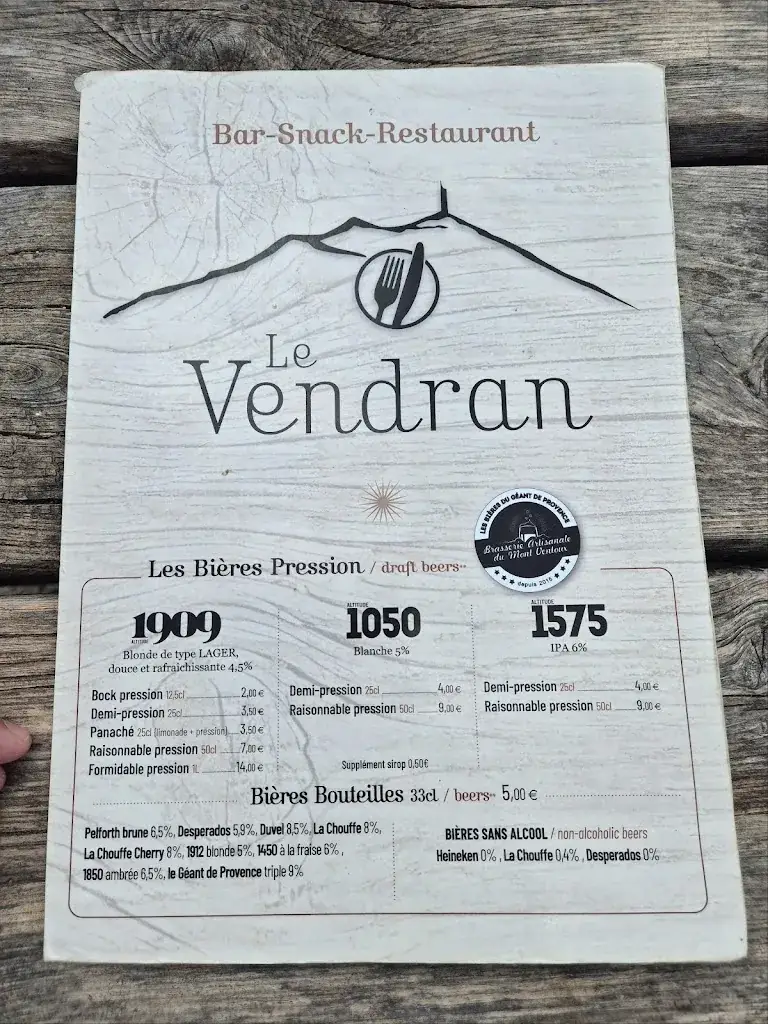 Bar-Snack-Restaurant
Le
Vendran
LES BIÈRES DU GÉANT DE PROVENCE
Brasserie Artisanale
du Mont Ventoux
depuis 2015
Les Bières Pression / draft beers**
ALTITUDE
1909
Blonde de type LAGER,
douce et rafraichissante 4,5%
Bock pression 12,5cl 2,00 €
Demi-pression 25cl 3,50 €
Panaché 25cl (limonade + pression) 3,50 €
Raisonnable pression 50cl 7,00 €
Formidable pression 1L 14,00 €
ALTITUDE
1050
Blanche 5%
Demi-pression 25cl 4,00 €
Raisonnable pression 50cl 9,00 €
ALTITUDE
1575
IPA 6%
Demi-pression 25cl 4,00 €
Raisonnable pression 50cl 9,00 €
Supplément sirop 0,50€
Bières Bouteilles 33cl / beers** 5,00 €
Pelforth brune 6,5%, Desperados 5,9%, Duvel 8,5%, La Chouffe 8%,
La Chouffe Cherry 8%, 1912 blonde 5%, 1450 à la fraise 6% ,
1850 ambrée 6,5%, le Géant de Provence triple 9%
BIÈRES SANS ALCOOL / non-alcoholic beers
Heineken 0% , La Chouffe 0,4% , Desperados 0%